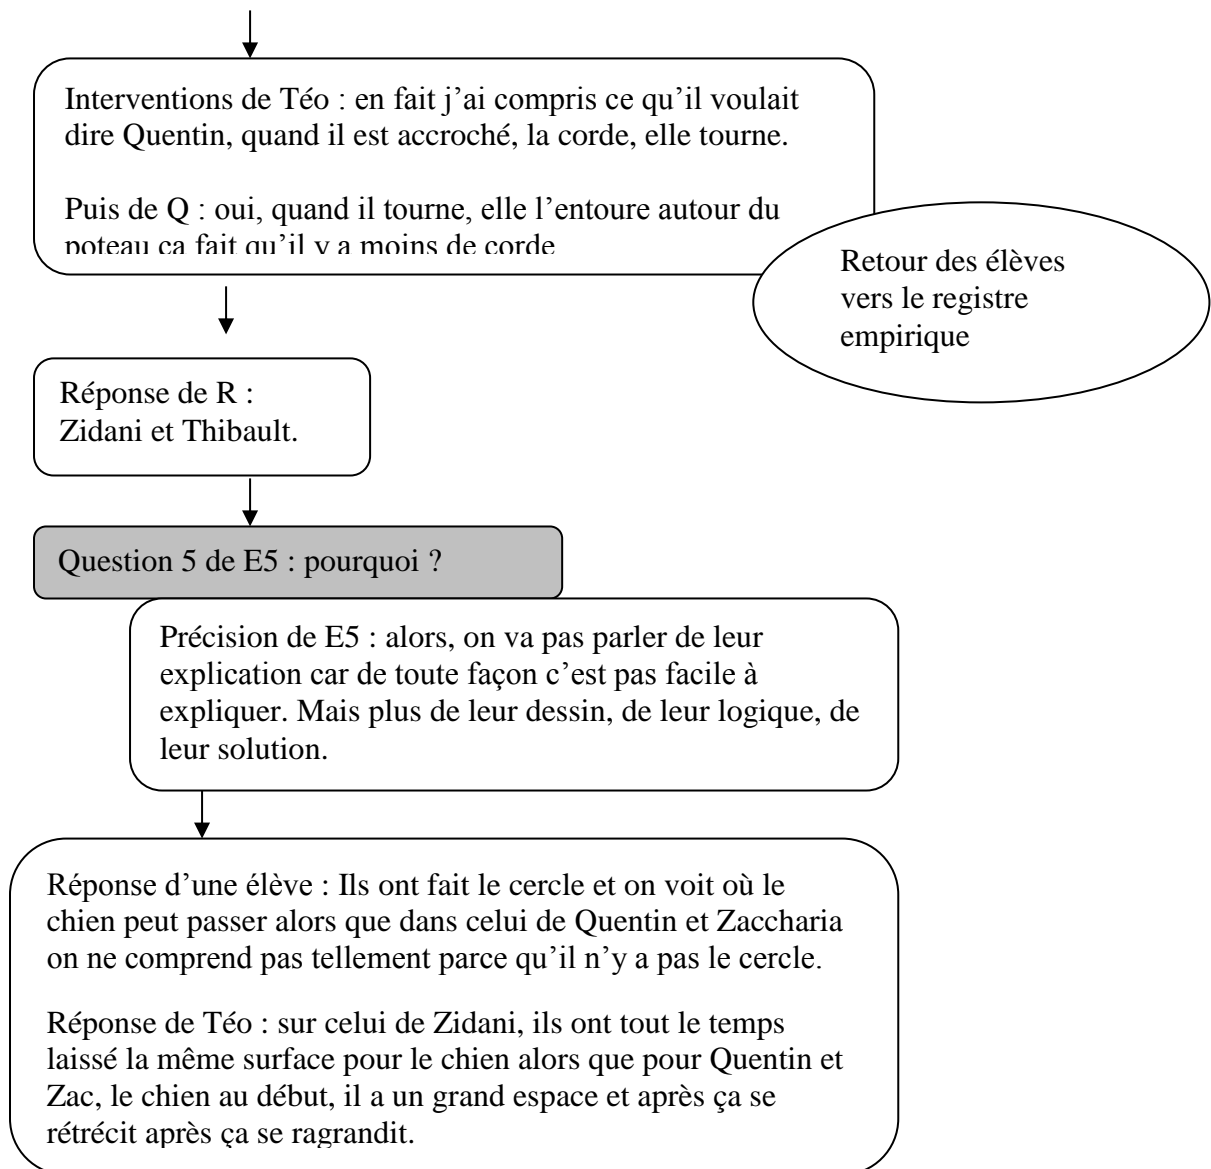 Interventions de Téo : en fait j’ai compris ce qu’il voulait
dire Quentin, quand il est accroché, la corde, elle tourne.
Puis de Q : oui, quand il tourne, elle l’entoure autour du
poteau ça fait qu’il y a moins de corde
Retour des élèves
vers le registre
empirique
Réponse de R :
Zidani et Thibault.
Question 5 de E5 : pourquoi ?
Précision de E5 : alors, on va pas parler de leur
explication car de toute façon c’est pas facile à
expliquer. Mais plus de leur dessin, de leur logique, de
leur solution.
Réponse d’une élève : Ils ont fait le cercle et on voit où le
chien peut passer alors que dans celui de Quentin et Zaccharia
on ne comprend pas tellement parce qu’il n’y a pas le cercle.
Réponse de Téo : sur celui de Zidani, ils ont tout le temps
laissé la même surface pour le chien alors que pour Quentin et
Zac, le chien au début, il a un grand espace et après ça se
rétrécit après ça se ragrandit.